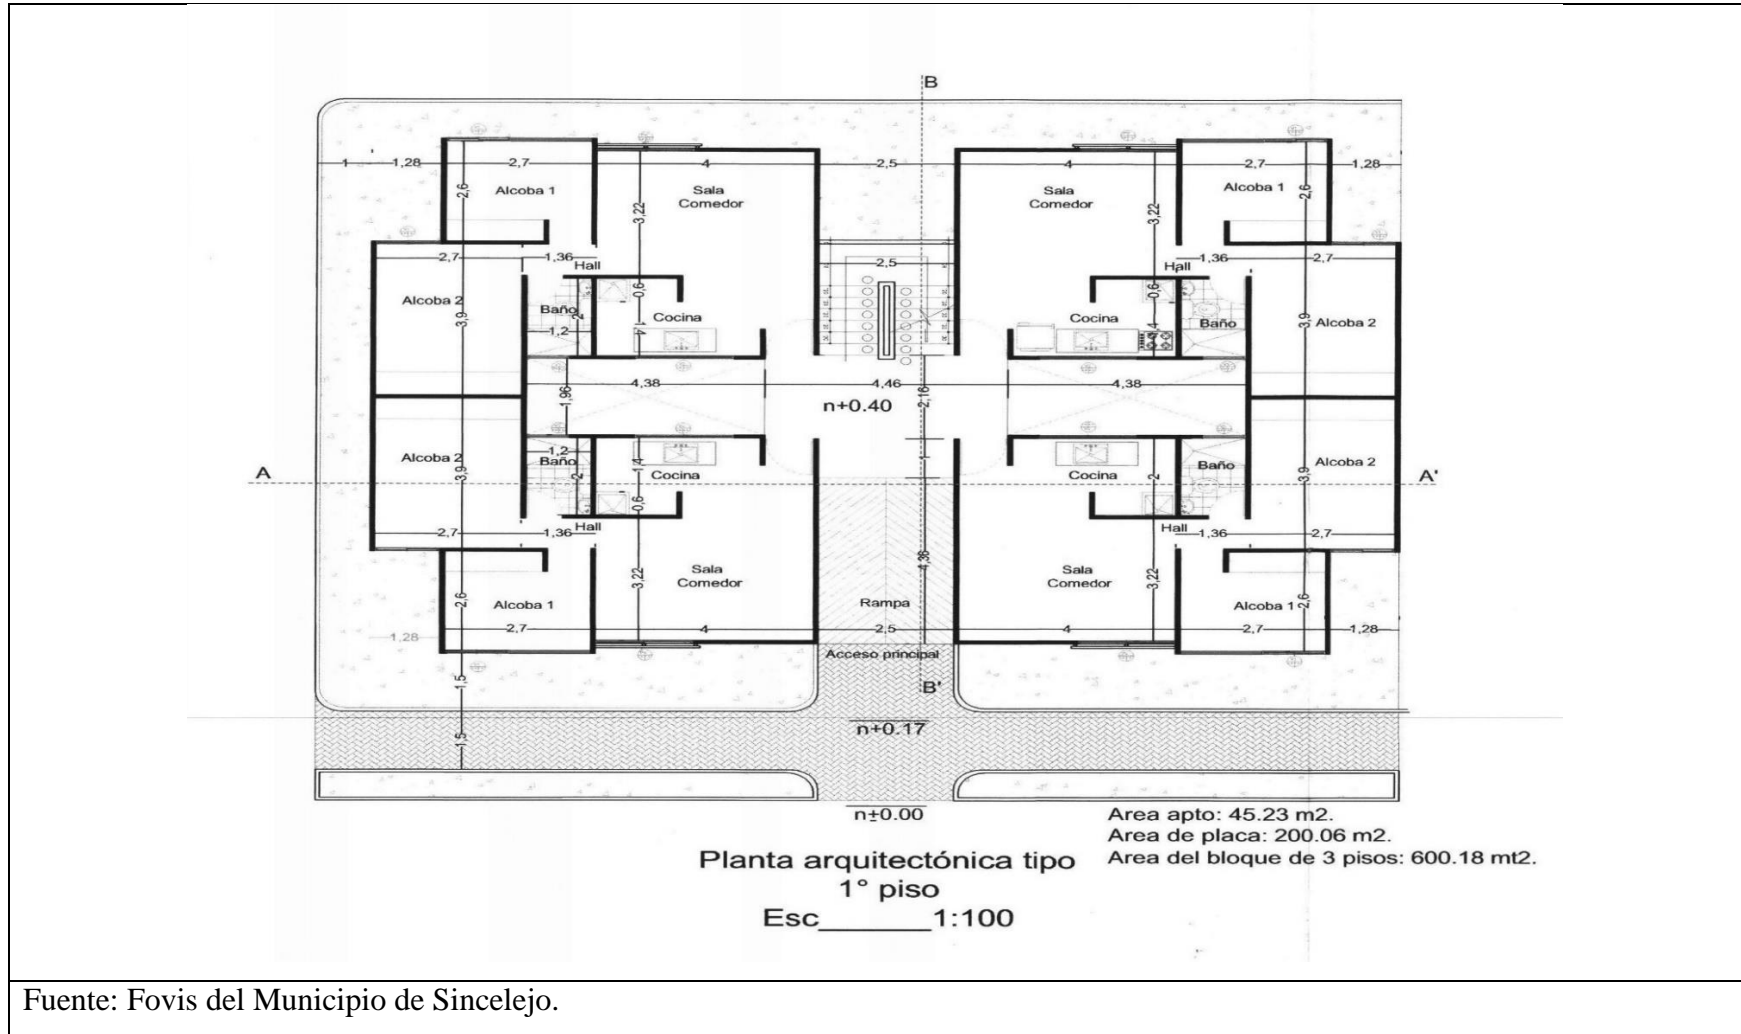 B
1 1,28 2,7 4 2,5 4 2,7 1,28
Alcoba 1
Sala
Comedor
Sala
Comedor
Alcoba 1
2,6 3,22 3,22 2,6
2,7 1,36 2,5 1,36 2,7
Hall Hall
Alcoba 2
Baño
Cocina
Cocina
Baño
Alcoba 2
3,9 1,2 2 0,6 1,4 0,6 1,4 3,9
4,38 4,46 4,38
1,96 2,16
n+0.40
A A'
Alcoba 2
1,2
Baño
Cocina
Cocina
Baño
Alcoba 2
3,9 2 1,4 0,6 1 2 3,9
2,7 1,36 1,36 2,7
Hall Hall
Sala
Comedor
Sala
Comedor
2,6 3,22 4,36 3,22 2,6
Alcoba 1
Rampa
Alcoba 1
1,28 2,7 4 2,5 4 2,7 1,28
Acceso principal
1,5
B'
n+0.17
1,5
n±0.00
Area apto: 45.23 m2.
Area de placa: 200.06 m2.
Area del bloque de 3 pisos: 600.18 mt2.
Planta arquitectónica tipo
1° piso
Esc______1:100
Fuente: Fovis del Municipio de Sincelejo.